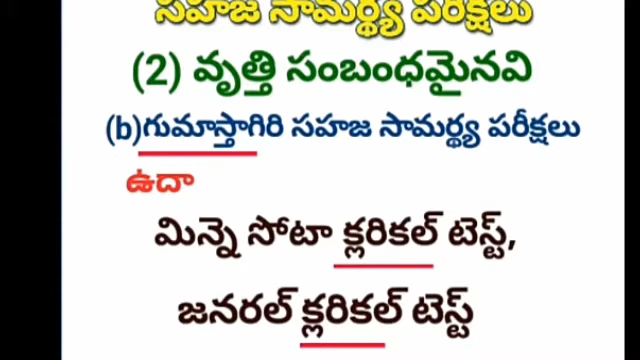 సహజ సామర్థ్య పరీక్షలు
(2) వృత్తి సంబంధమైనవి
(b)గుమాస్తాగిరి సహజ సామర్థ్య పరీక్షలు
ఉదా
మిన్నె సోటా క్లరికల్ టెస్ట్,
జనరల్ క్లరికల్ టెస్ట్